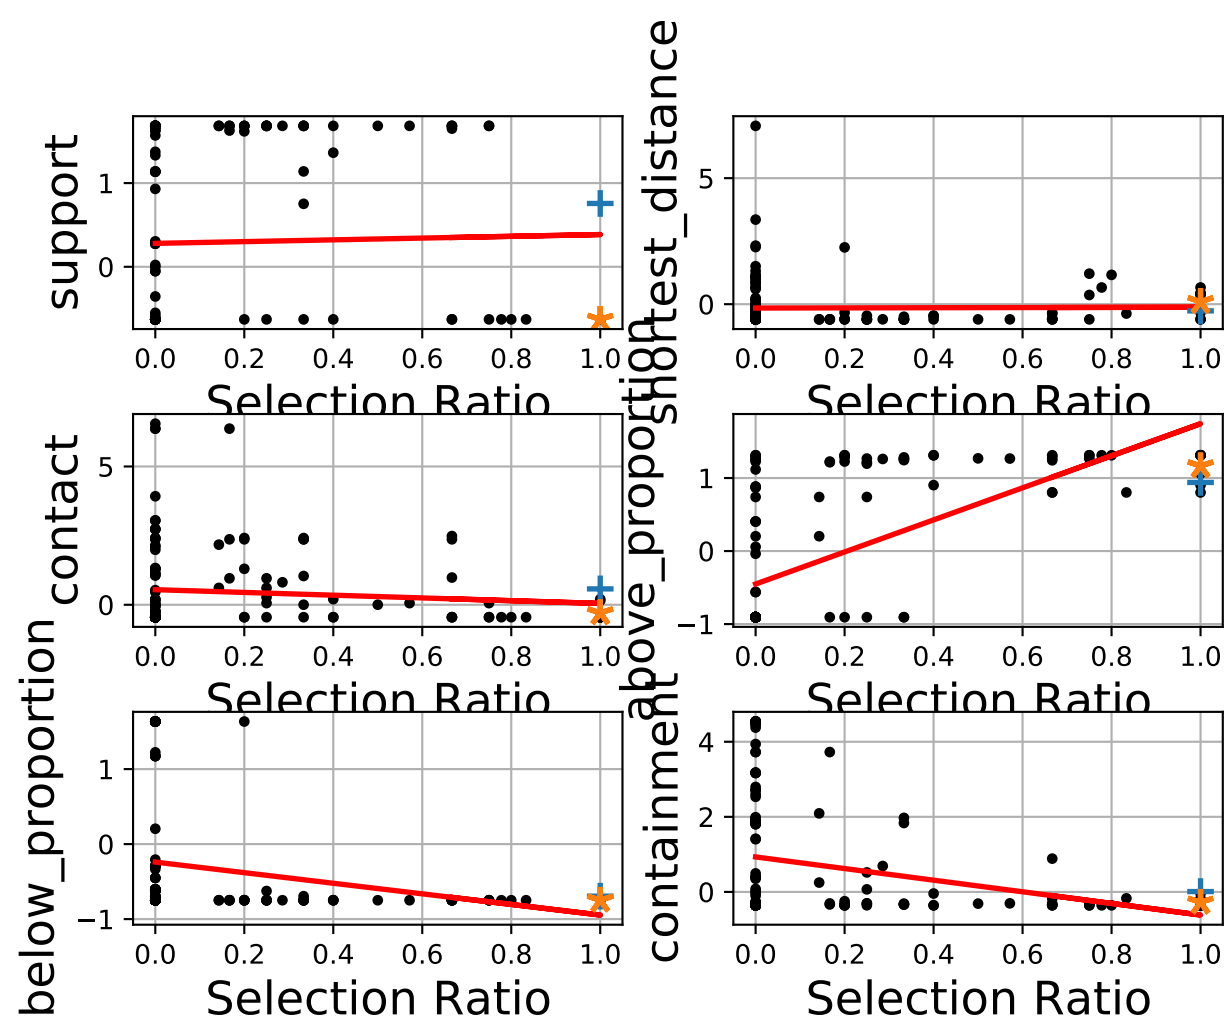 support
1
0
0.0 0.2 0.4 0.6 0.8 1.0
Selection Ratio
shortest_distance
5
0
0.0 0.2 0.4 0.6 0.8 1.0
Selection Ratio
contact
5
0
0.0 0.2 0.4 0.6 0.8 1.0
Selection Ratio
above_proportion
1
0
−1
0.0 0.2 0.4 0.6 0.8 1.0
Selection Ratio
below_proportion
1
0
−1
0.0 0.2 0.4 0.6 0.8 1.0
Selection Ratio
containment
4
2
0
0.0 0.2 0.4 0.6 0.8 1.0
Selection Ratio